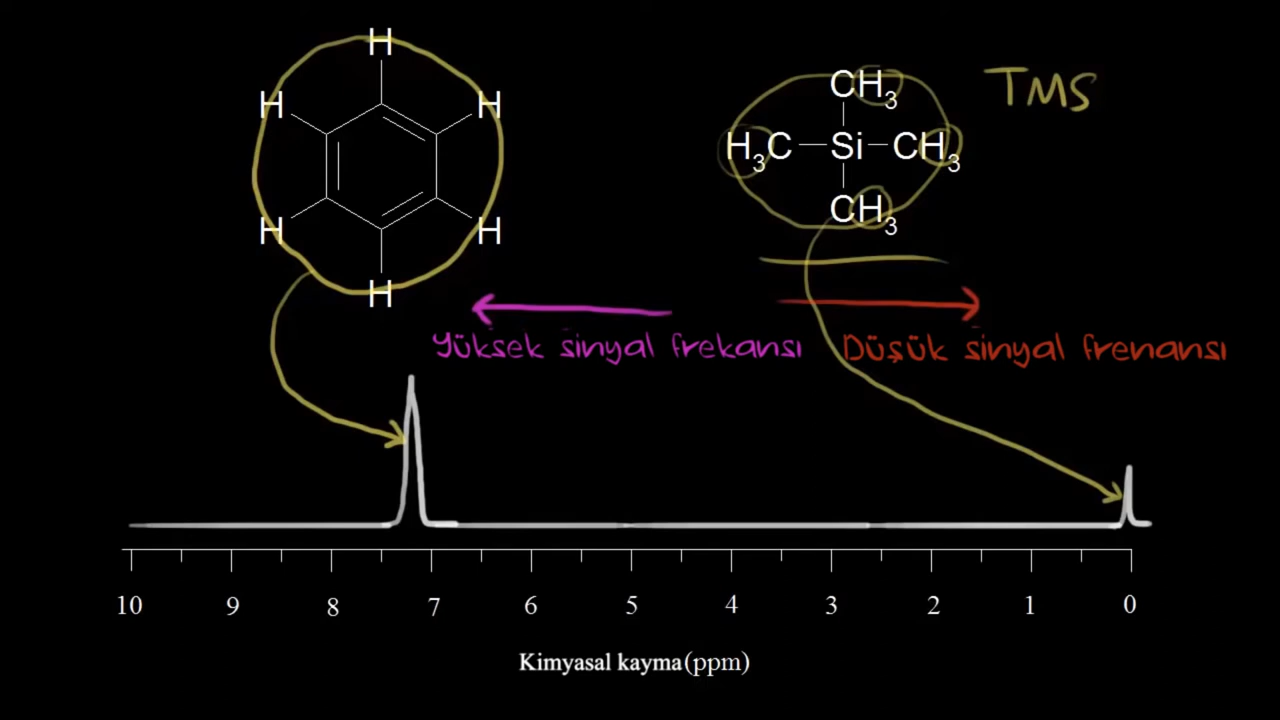 H
H H
H H
H
CH3
H3C Si CH3
CH3
TMS
Yüksek sinyal frekansı
Düşük sinyal frenansı
10 9 8 7 6 5 4 3 2 1 0
Kimyasal kayma (ppm)